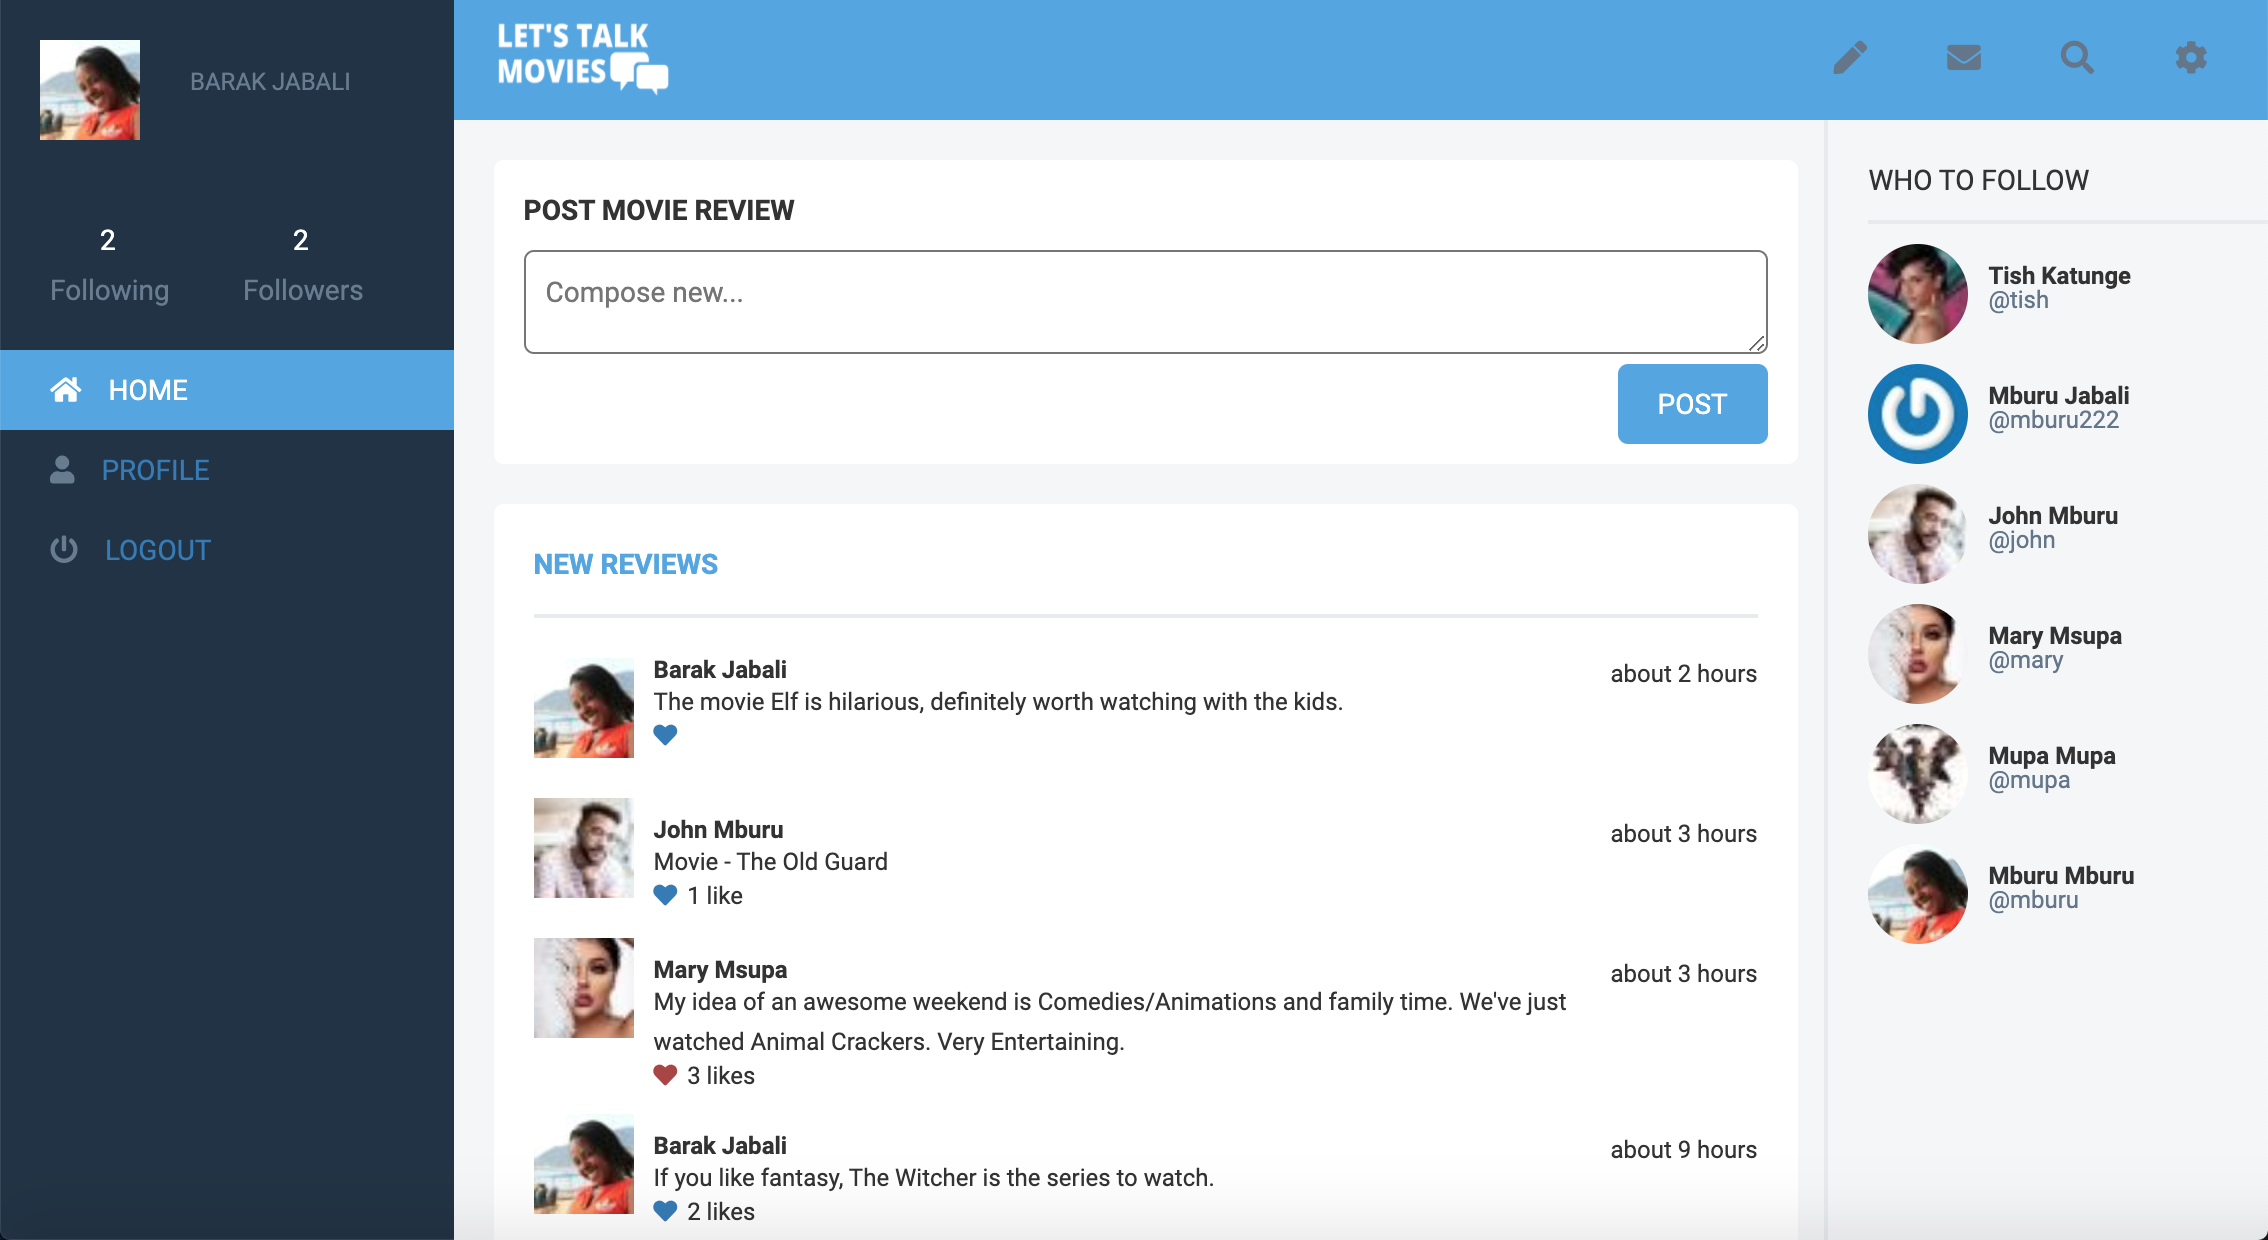 BARAK JABALI
2
2
Following
Followers
HOME
PROFILE
LOGOUT
LET'S TALK
MOVIES
POST MOVIE REVIEW
Compose new...
POST
NEW REVIEWS
Barak Jabali
about 2 hours
The movie Elf is hilarious, definitely worth watching with the kids.
John Mburu
about 3 hours
Movie - The Old Guard
1 like
Mary Msupa
about 3 hours
My idea of an awesome weekend is Comedies/Animations and family time. We've just
watched Animal Crackers. Very Entertaining.
3 likes
Barak Jabali
about 9 hours
If you like fantasy, The Witcher is the series to watch.
2 likes
WHO TO FOLLOW
Tish Katunge
@tish
Mburu Jabali
@mburu222
John Mburu
@john
Mary Msupa
@mary
Mupa Mupa
@mupa
Mburu Mburu
@mburu